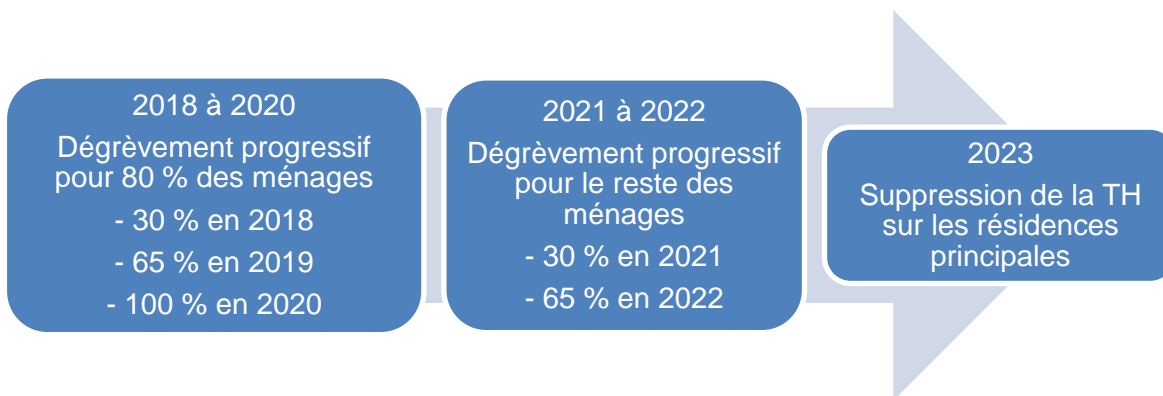 2018 à 2020
Dégrèvement progressif
pour 80 % des ménages
- 30 % en 2018
- 65 % en 2019
- 100 % en 2020
2021 à 2022
Dégrèvement progressif
pour le reste des
ménages
- 30 % en 2021
- 65 % en 2022
2023
Suppression de la TH
sur les résidences
principales